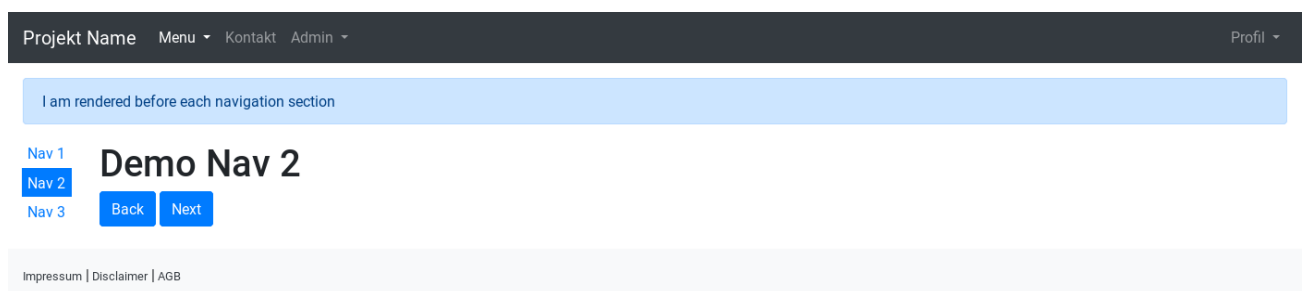 Projekt Name Menu Kontakt Admin Profil
I am rendered before each navigation section
Nav 1
Demo Nav 2
Nav 2
Back Next
Nav 3
Impressum | Disclaimer | AGB